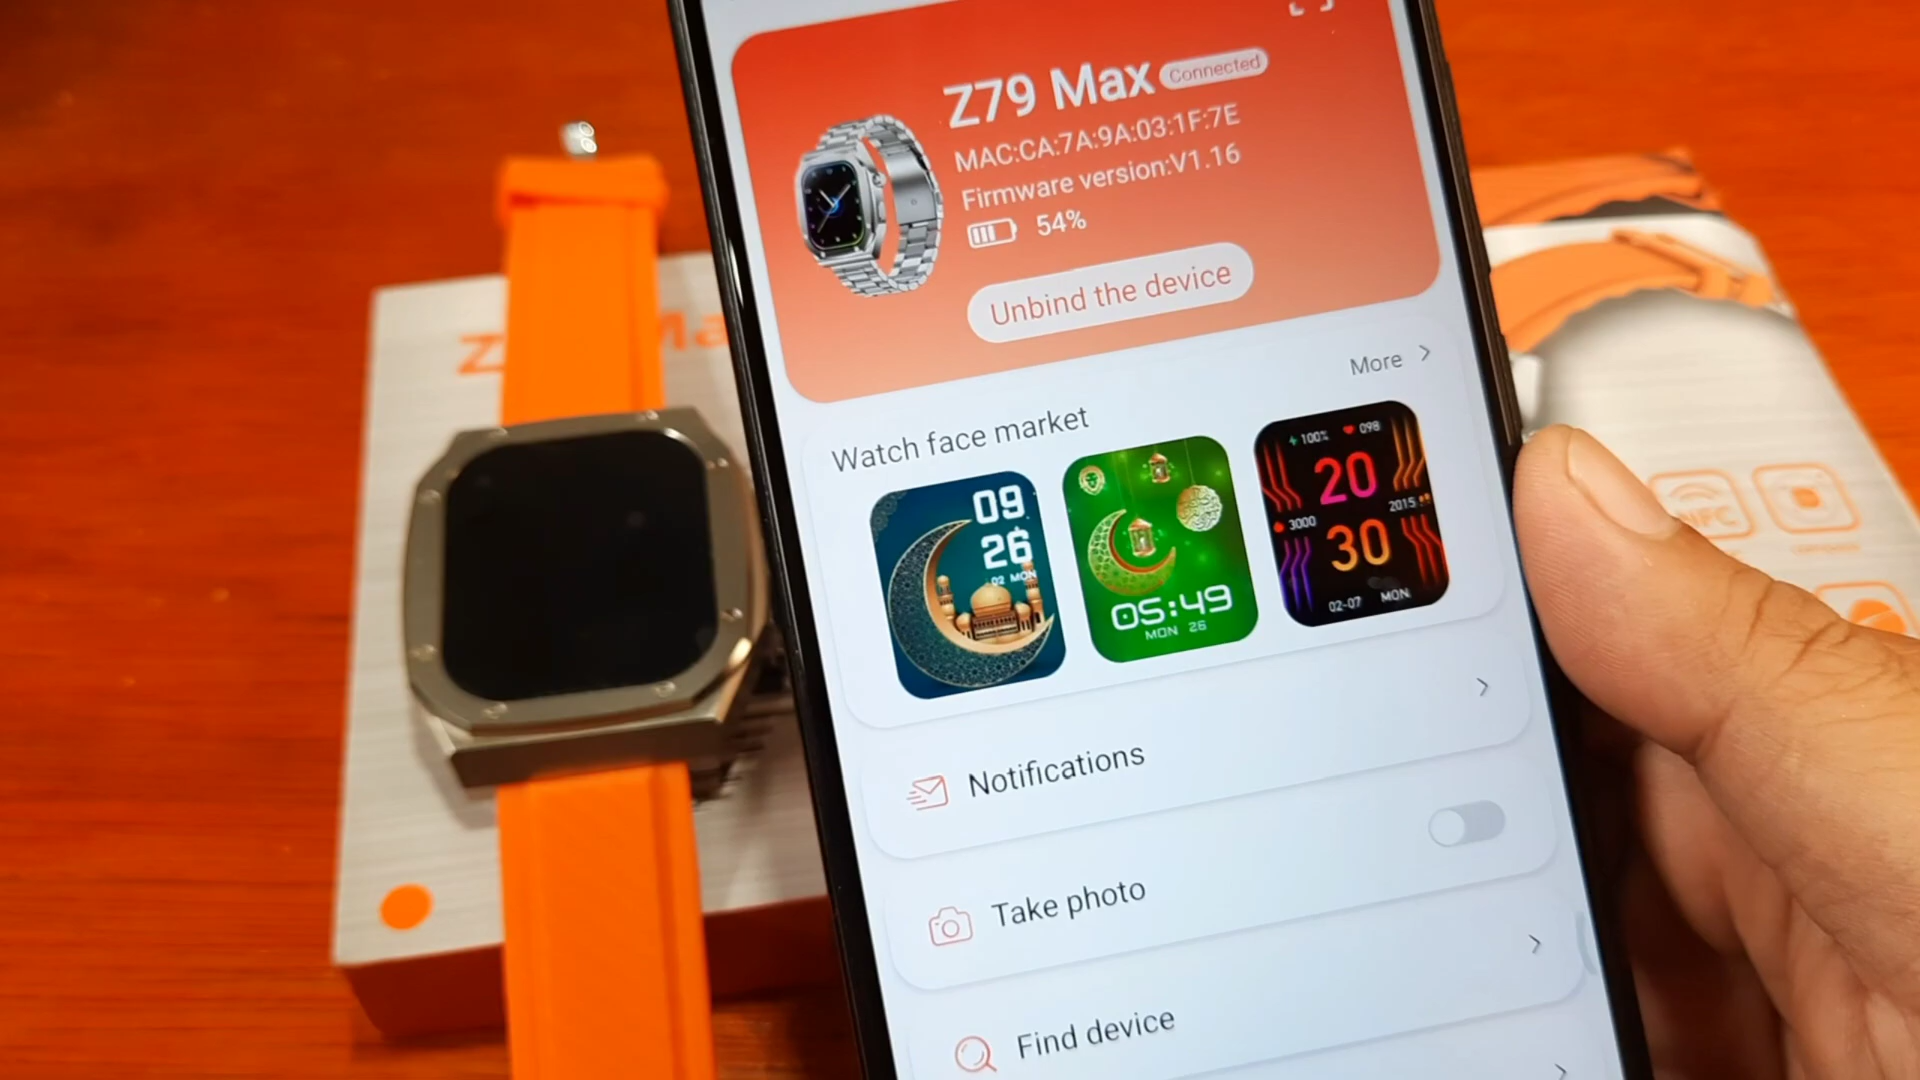 Z79 Max Connected
MAC:CA:7A:9A:03:1F:7E
Firmware version:V1.16
54%
Unbind the device
More
Watch face market
09
26
02 MON
05:49
MON 26
100% 098
20
3000 2015
30
02-07 MON
Notifications
Take photo
Find device
Z
Ma
NFC